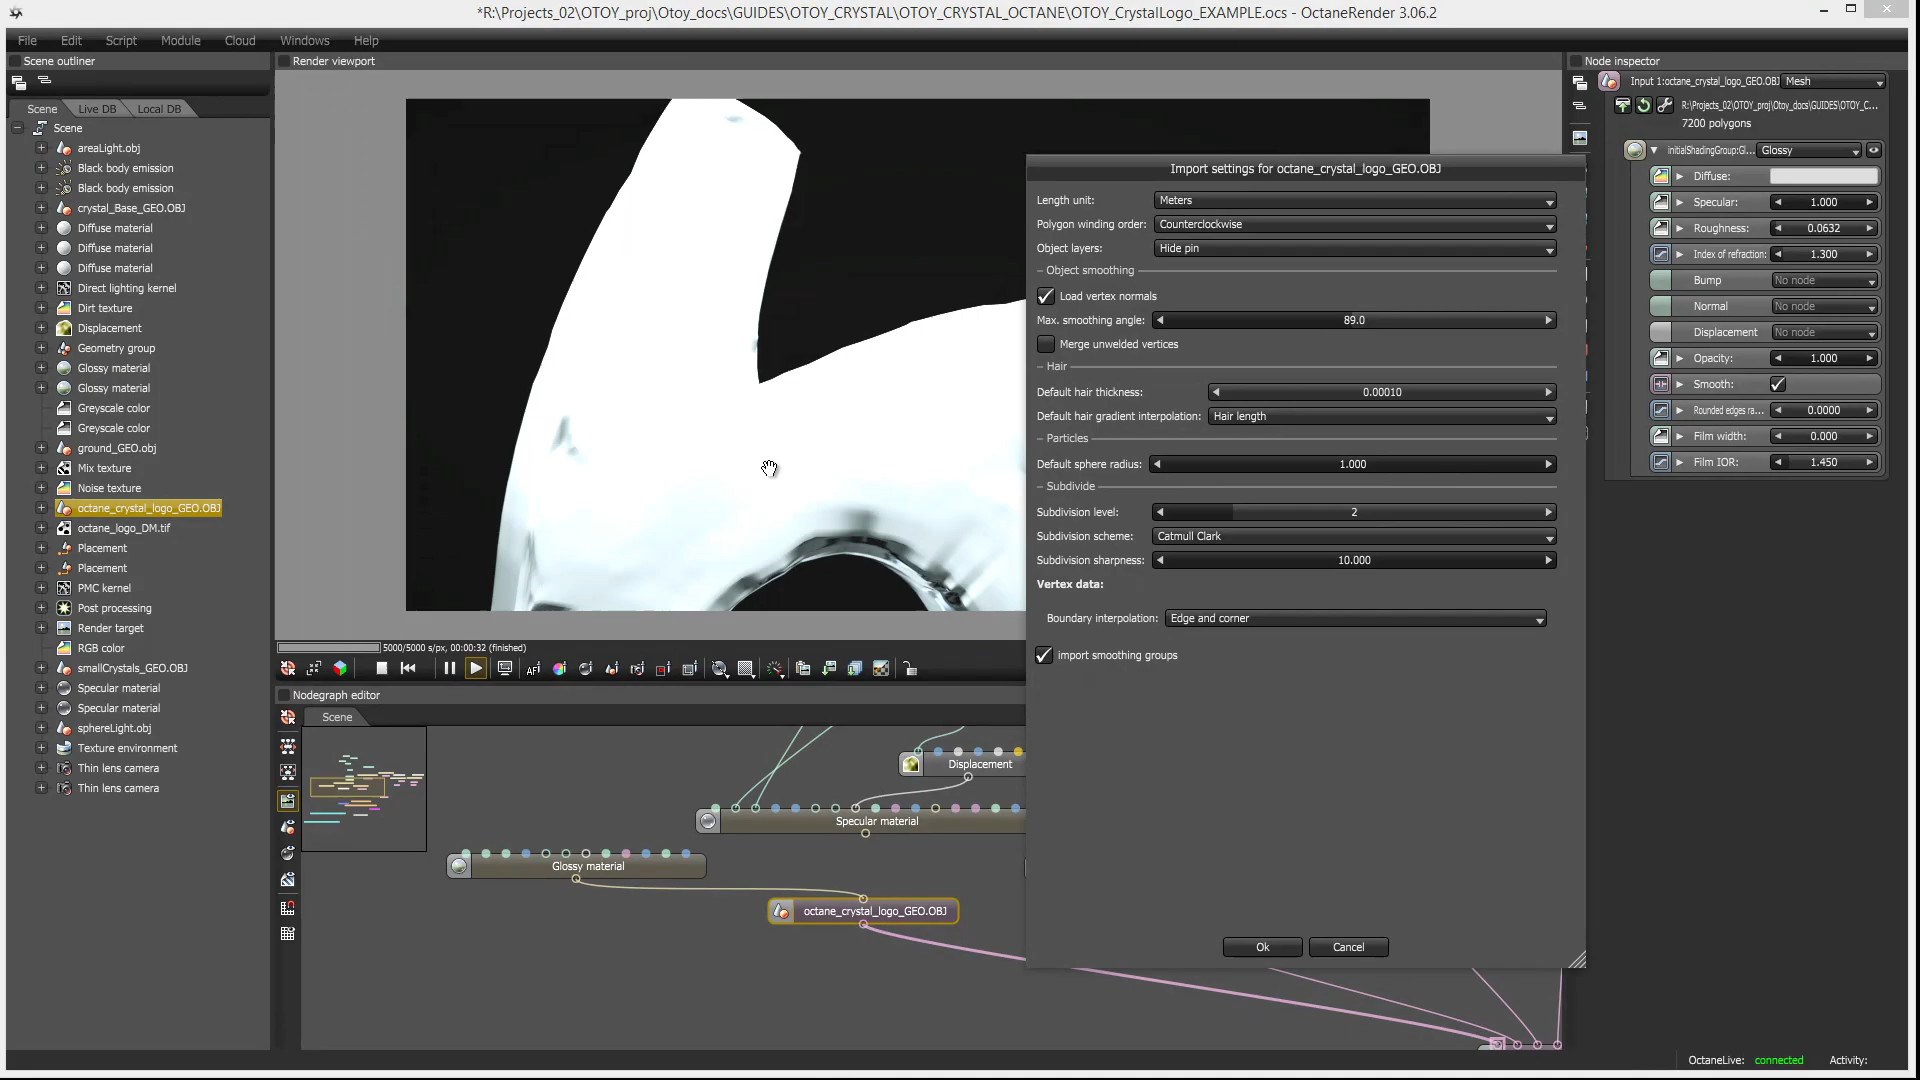 *R:\Projects_02\OTOY_proj\Otoy_docs\GUIDES\OTOY_CRYSTAL\OTOY_CRYSTAL_OCTANE\OTOY_CrystalLogo_EXAMPLE.ocs - OctaneRender 3.06.2
File Edit Script Module Cloud Windows Help
Scene outliner
Scene Live DB Local DB
Scene
areaLight.obj
Black body emission
Black body emission
crystal_Base_GEO.OBJ
Diffuse material
Diffuse material
Diffuse material
Direct lighting kernel
Dirt texture
Displacement
Geometry group
Glossy material
Glossy material
Greyscale color
Greyscale color
ground_GEO.obj
Mix texture
Noise texture
octane_crystal_logo_GEO.OBJ
octane_logo_DM.tif
Placement
Placement
PMC kernel
Post processing
Render target
RGB color
smallCrystals_GEO.OBJ
Specular material
Specular material
sphereLight.obj
Texture environment
Thin lens camera
Thin lens camera
Render viewport
5000/5000 s/px, 00:00:32 (finished)
Nodegraph editor
Scene
Displacement
Specular material
Glossy material
octane_crystal_logo_GEO.OBJ
Import settings for octane_crystal_logo_GEO.OBJ
Length unit: Meters
Polygon winding order: Counterclockwise
Object layers: Hide pin
Object smoothing
Load vertex normals
Max. smoothing angle: 89.0
Merge unwelded vertices
Hair
Default hair thickness: 0.00010
Default hair gradient interpolation: Hair length
Particles
Default sphere radius: 1.000
Subdivide
Subdivision level: 2
Subdivision scheme: Catmull Clark
Subdivision sharpness: 10.000
Vertex data:
Boundary interpolation: Edge and corner
import smoothing groups
Ok Cancel
Node inspector
Input 1:octane_crystal_logo_GEO.OBJ Mesh
R:\Projects_02\OTOY_proj\Otoy_docs\GUIDES\OTOY_C...
7200 polygons
initialShadingGroup:Gl... Glossy
Diffuse:
Specular: 1.000
Roughness: 0.0632
Index of refraction: 1.300
Bump No node
Normal No node
Displacement No node
Opacity: 1.000
Smooth:
Rounded edges ra... 0.0000
Film width: 0.000
Film IOR: 1.450
OctaneLive: connected Activity: